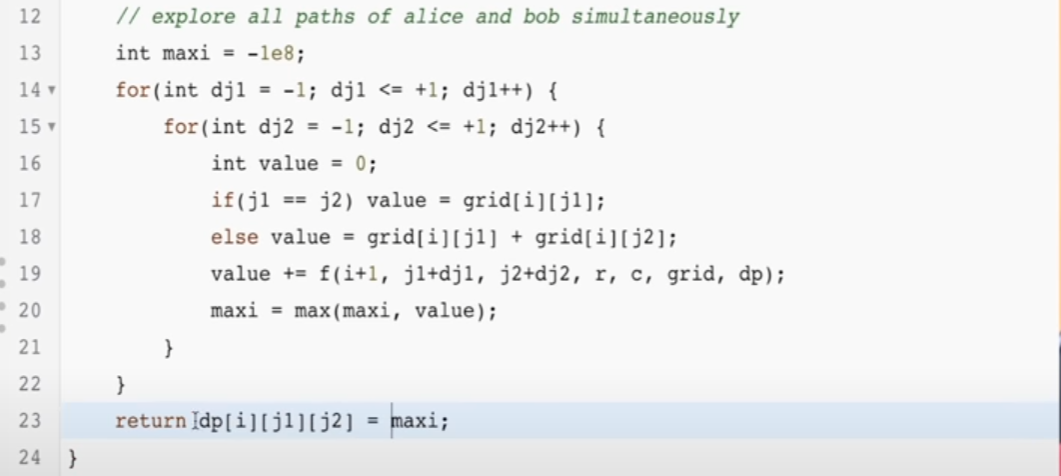 12 // explore all paths of alice and bob simultaneously
13 int maxi = -1e8;
14 for(int dj1 = -1; dj1 <= +1; dj1++) {
15 for(int dj2 = -1; dj2 <= +1; dj2++) {
16 int value = 0;
17 if(j1 == j2) value = grid[i][j1];
18 else value = grid[i][j1] + grid[i][j2];
19 value += f(i+1, j1+dj1, j2+dj2, r, c, grid, dp);
20 maxi = max(maxi, value);
21 }
22 }
23 return dp[i][j1][j2] = maxi;
24 }